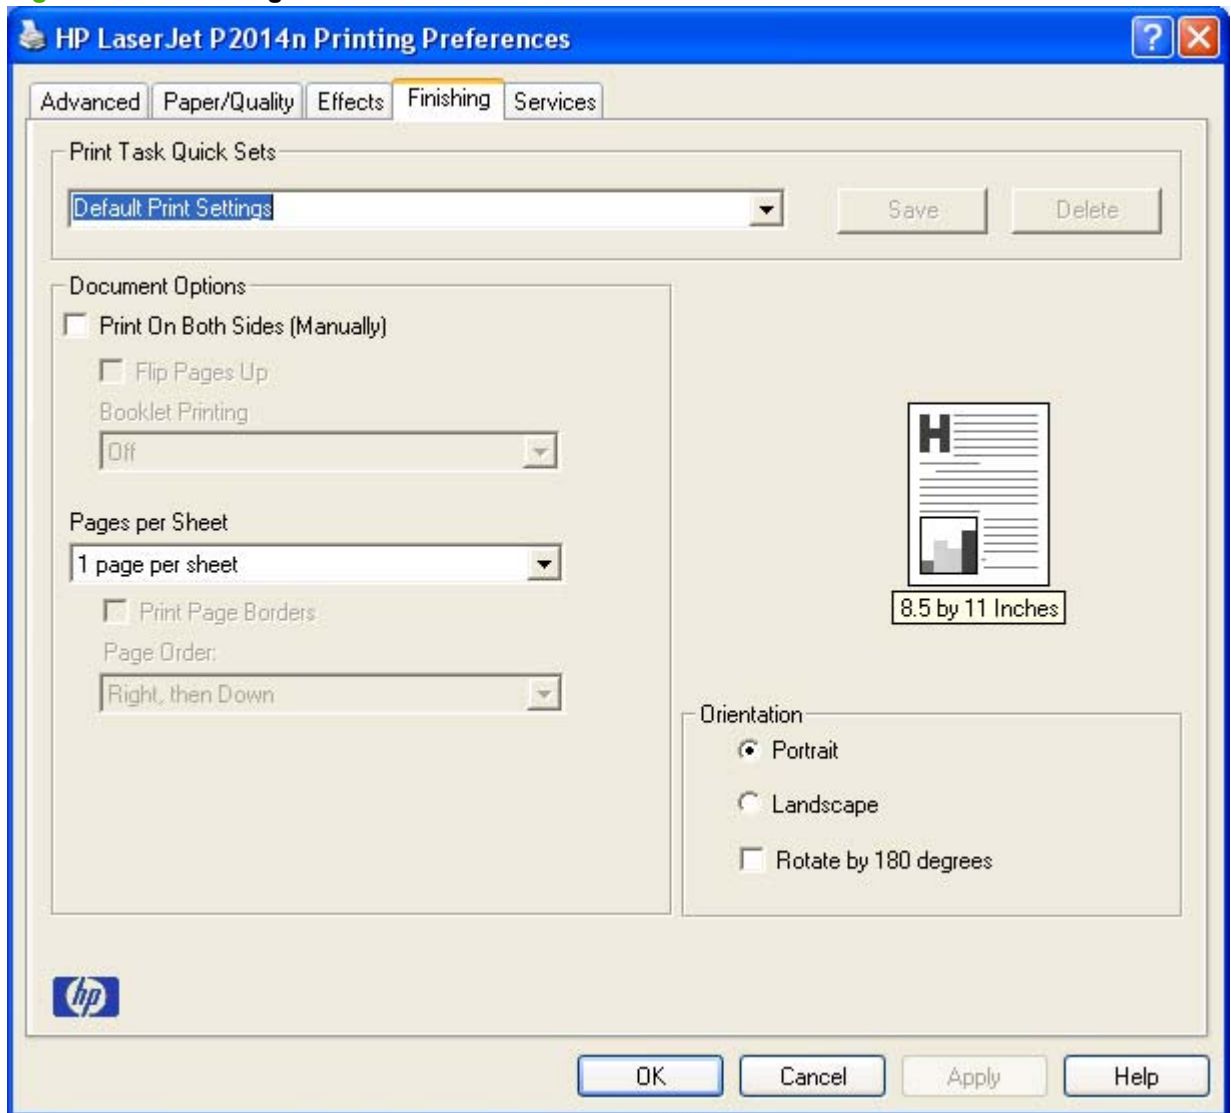 HP LaserJet P2014n Printing Preferences
Advanced Paper/Quality Effects Finishing Services
Print Task Quick Sets
Default Print Settings Save Delete
Document Options
Print On Both Sides (Manually)
Flip Pages Up
Booklet Printing
Off
Pages per Sheet
1 page per sheet
Print Page Borders
Page Order:
Right, then Down
H
8.5 by 11 Inches
Orientation
Portrait
Landscape
Rotate by 180 degrees
hp
OK Cancel Apply Help